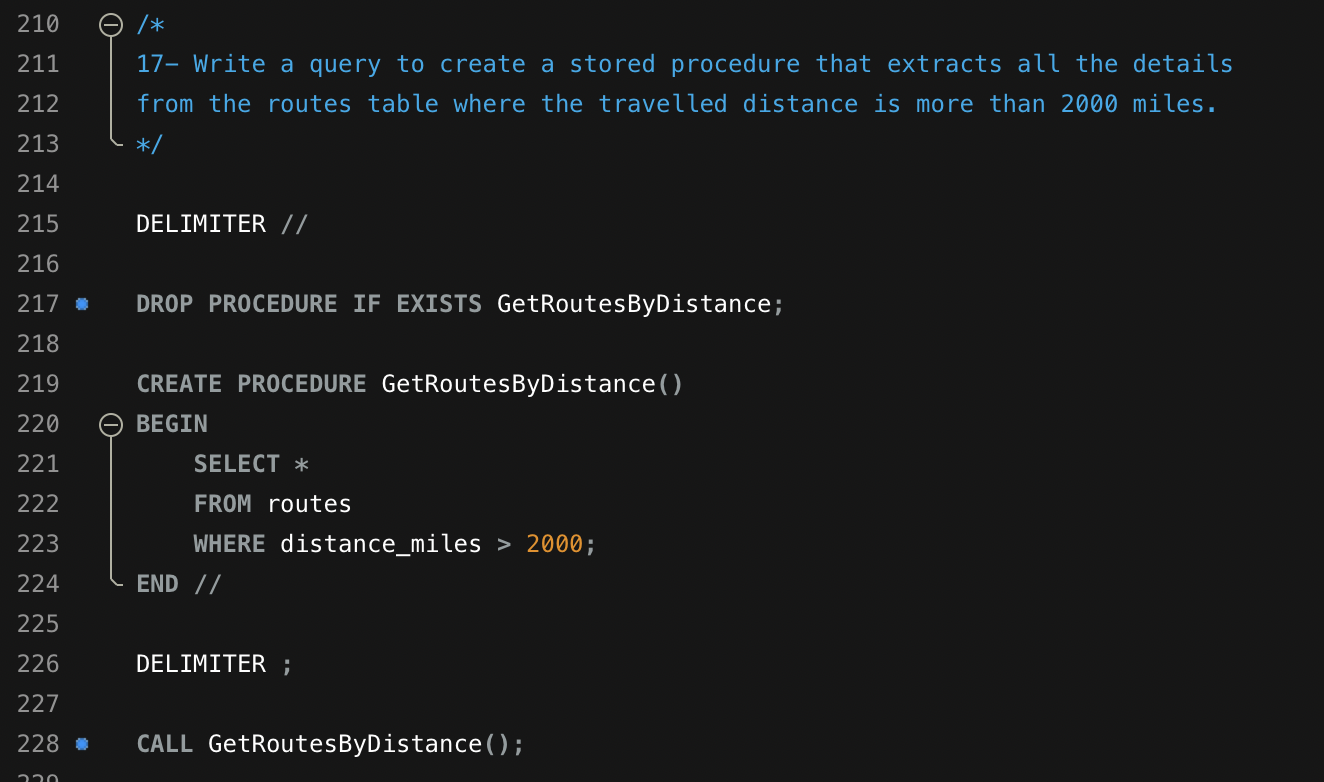 210 /*
211 17- Write a query to create a stored procedure that extracts all the details
212 from the routes table where the travelled distance is more than 2000 miles.
213 */
214
215 DELIMITER //
216
217 DROP PROCEDURE IF EXISTS GetRoutesByDistance;
218
219 CREATE PROCEDURE GetRoutesByDistance()
220 BEGIN
221 SELECT *
222 FROM routes
223 WHERE distance_miles > 2000;
224 END //
225
226 DELIMITER ;
227
228 CALL GetRoutesByDistance();